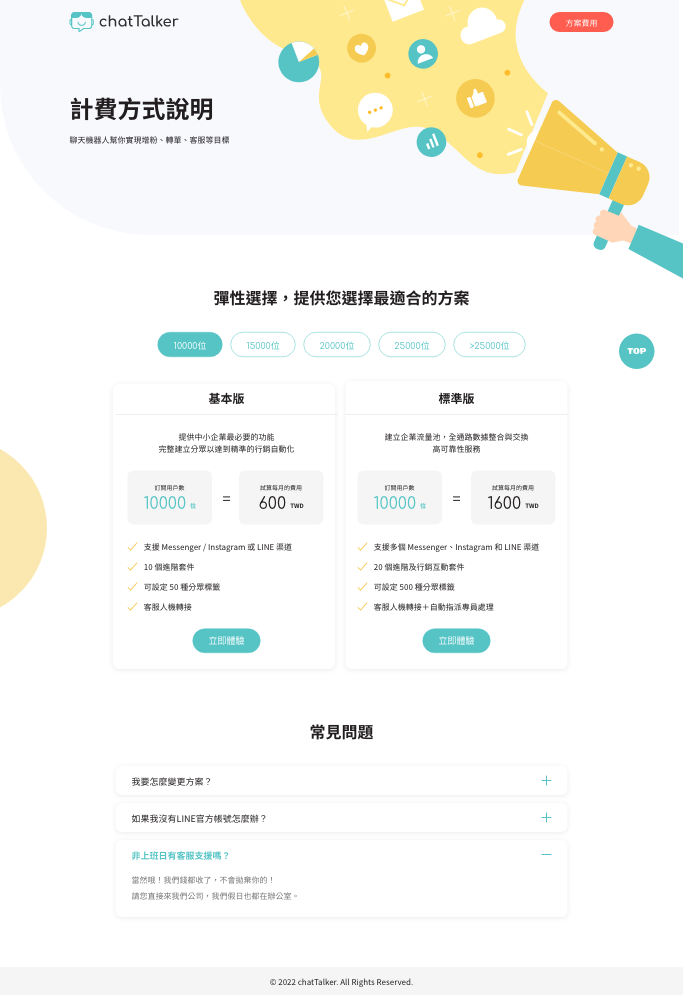 chatTalker
方案費用
計費方式說明
聊天機器人幫你實現增粉、轉單、客服等目標
彈性選擇，提供您選擇最適合的方案
10000位
15000位
20000位
25000位
>25000位
TOP
基本版
提供中小企業最必要的功能
完整建立分眾以達到精準的行銷自動化
訂閱用戶數
10000 位
=
試算每月的費用
600 TWD
支援 Messenger / Instagram 或 LINE 渠道
10 個進階套件
可設定 50 種分眾標籤
客服人機轉接
立即體驗
標準版
建立企業流量池，全通路數據整合與交換
高可靠性服務
訂閱用戶數
10000 位
=
試算每月的費用
1600 TWD
支援多個 Messenger、Instagram 和 LINE 渠道
20 個進階及行銷互動套件
可設定 500 種分眾標籤
客服人機轉接＋自動指派專員處理
立即體驗
常見問題
我要怎麼變更方案？
如果我沒有LINE官方帳號怎麼辦？
非上班日有客服支援嗎？
當然哦！我們錢都收了，不會拋棄你的！
請您直接來我們公司，我們假日也都在辦公室。
© 2022 chatTalker. All Rights Reserved.